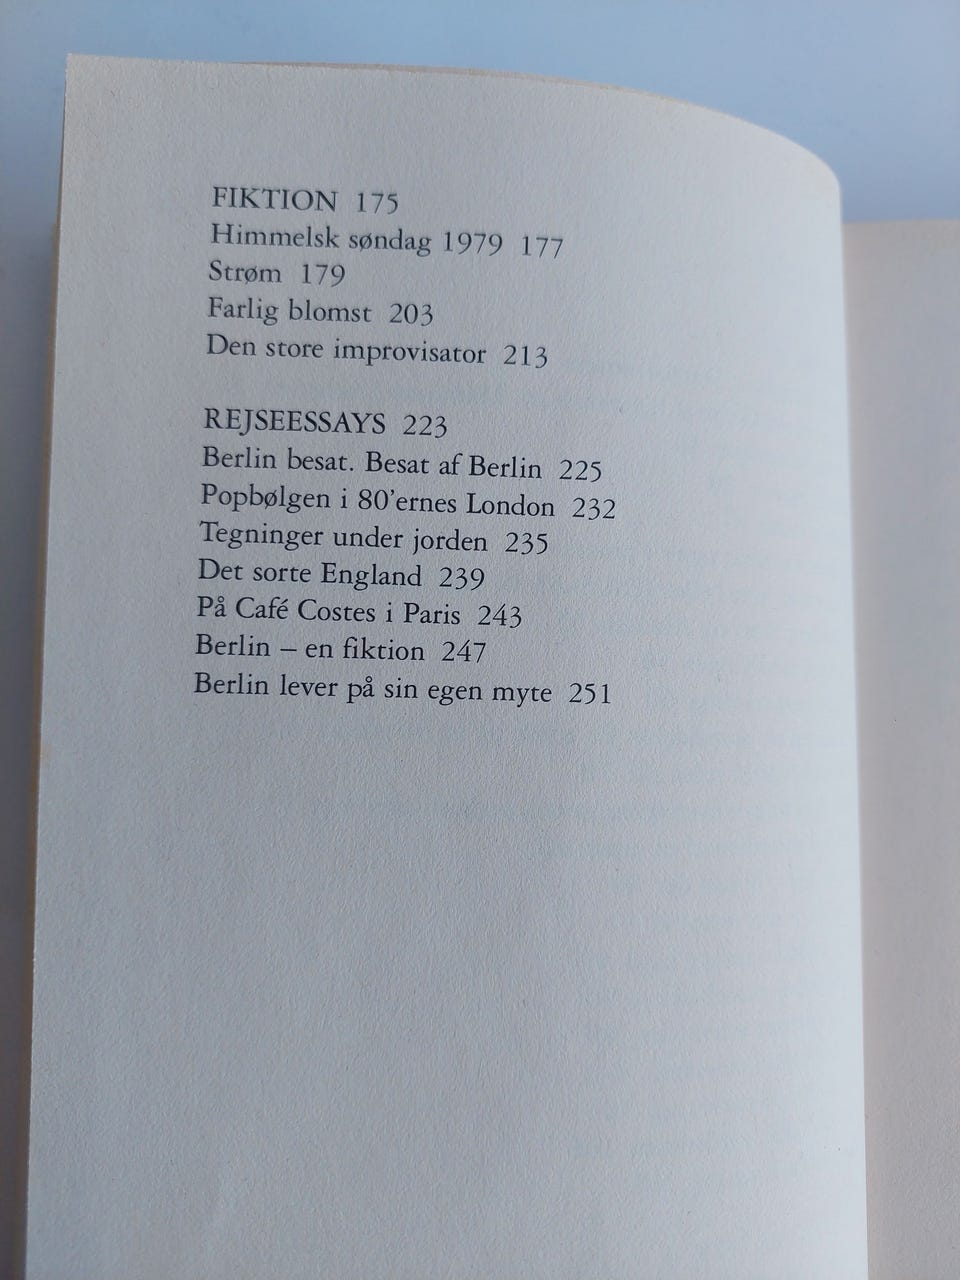 FIKTION 175
Himmelsk søndag 1979 177
Strøm 179
Farlig blomst 203
Den store improvisator 213
REJSEESSAYS 223
Berlin besat. Besat af Berlin 225
Popbølgen i 80'ernes London 232
Tegninger under jorden 235
Det sorte England 239
På Café Costes i Paris 243
Berlin – en fiktion 247
Berlin lever på sin egen myte 251